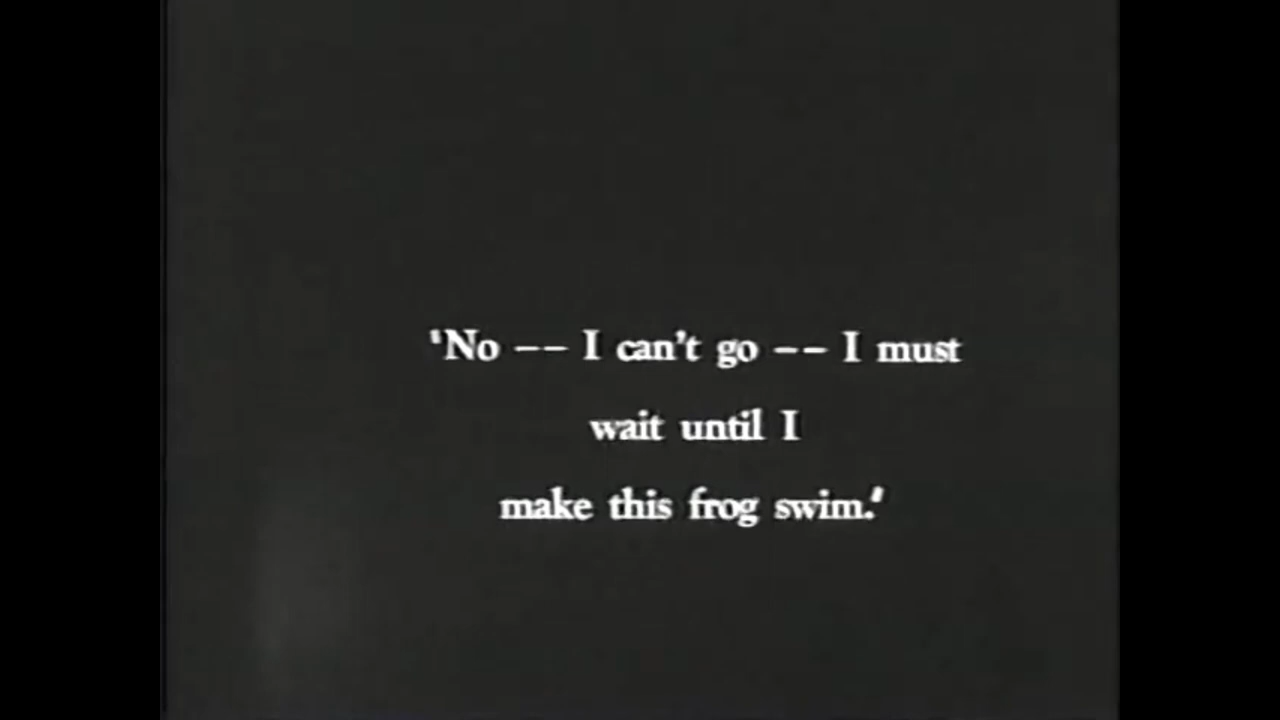 'No -- I can't go -- I must
wait until I
make this frog swim.'